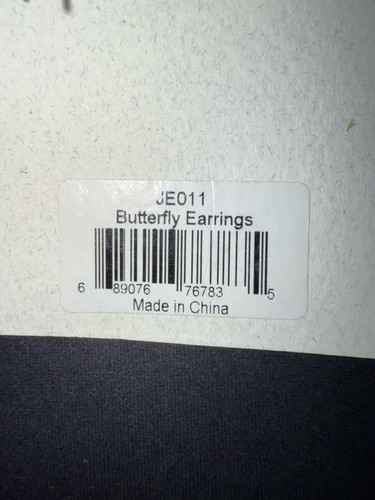 JE011
Butterfly Earrings
6 89076 76783 5
Made in China